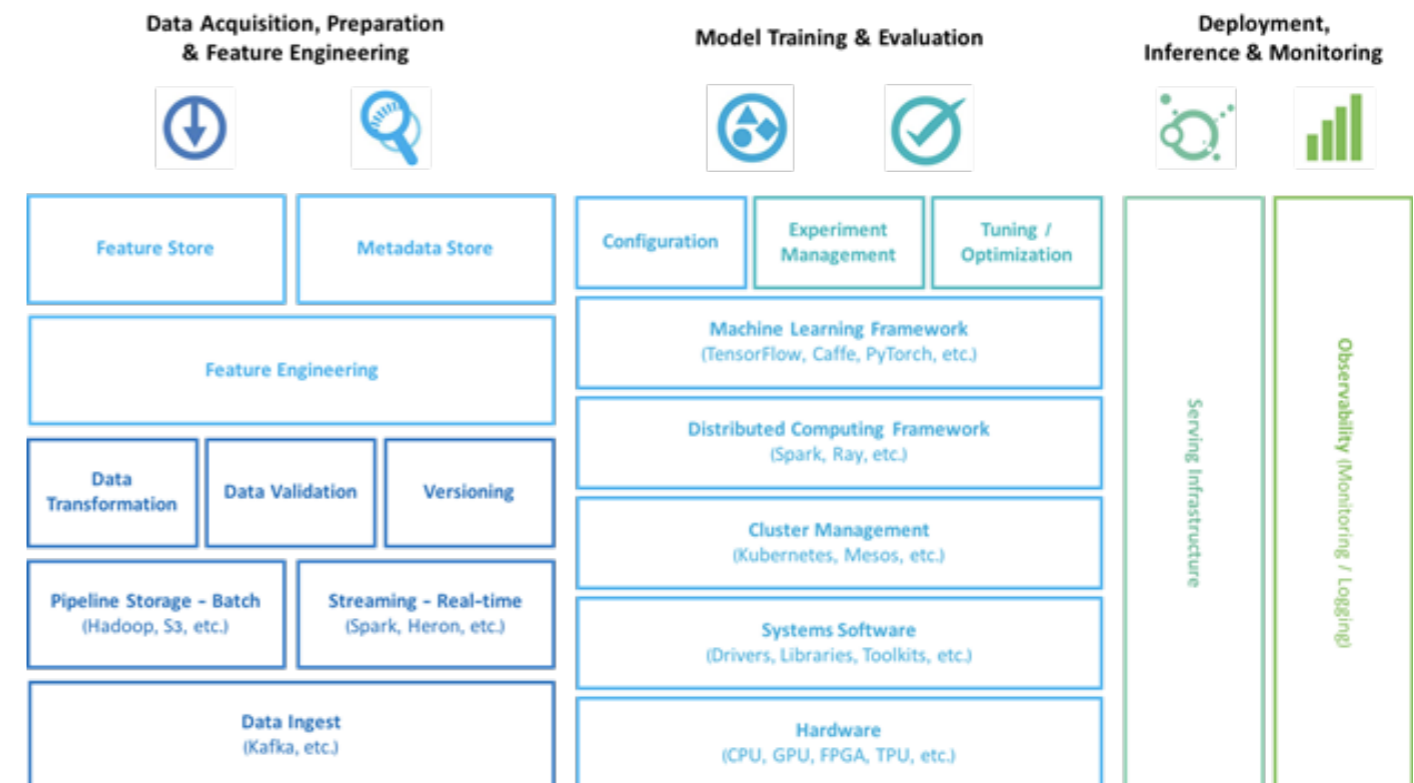 Data Acquisition, Preparation
& Feature Engineering
Model Training & Evaluation
Deployment,
Inference & Monitoring
Feature Store
Metadata Store
Feature Engineering
Data
Transformation
Data Validation
Versioning
Pipeline Storage - Batch
(Hadoop, S3, etc.)
Streaming - Real-time
(Spark, Heron, etc.)
Data Ingest
(Kafka, etc.)
Configuration
Experiment
Management
Tuning /
Optimization
Machine Learning Framework
(TensorFlow, Caffe, PyTorch, etc.)
Distributed Computing Framework
(Spark, Ray, etc.)
Cluster Management
(Kubernetes, Mesos, etc.)
Systems Software
(Drivers, Libraries, Toolkits, etc.)
Hardware
(CPU, GPU, FPGA, TPU, etc.)
Serving Infrastructure
Observability (Monitoring / Logging)